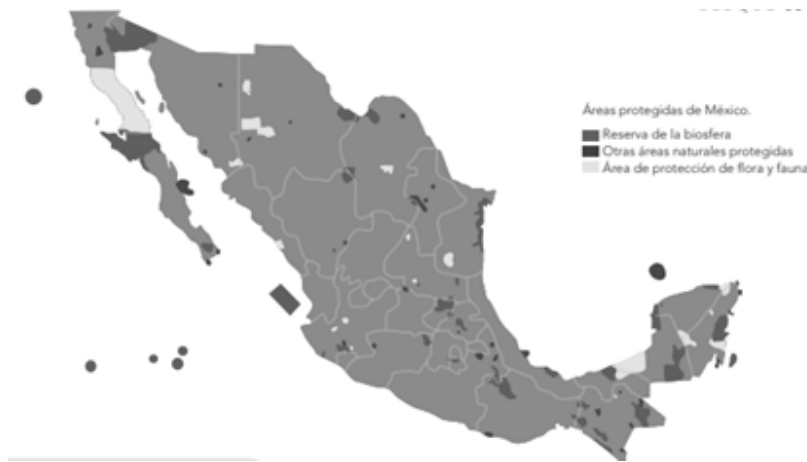 Áreas protegidas de México.
Reserva de la biosfera
Otras áreas naturales protegidas
Área de protección de flora y fauna